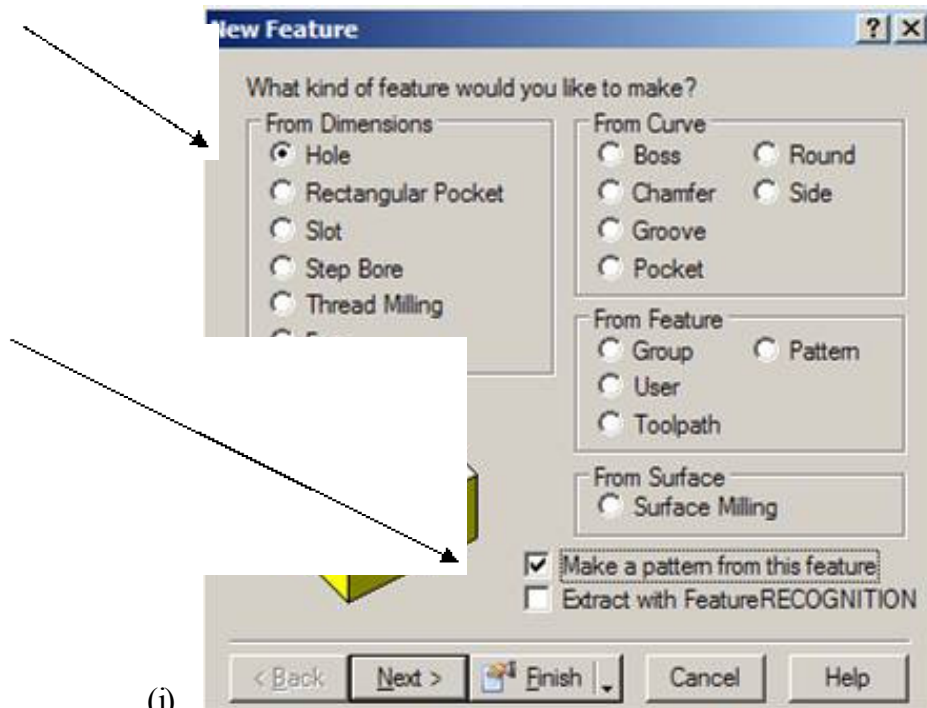 New Feature
What kind of feature would you like to make?
From Dimensions
Hole
Rectangular Pocket
Slot
Step Bore
Thread Milling
From Curve
Boss
Round
Chamfer
Side
Groove
Pocket
From Feature
Group
Pattern
User
Toolpath
From Surface
Surface Milling
Make a pattern from this feature
Extract with FeatureRECOGNITION
< Back
Next >
Finish
Cancel
Help
(i)